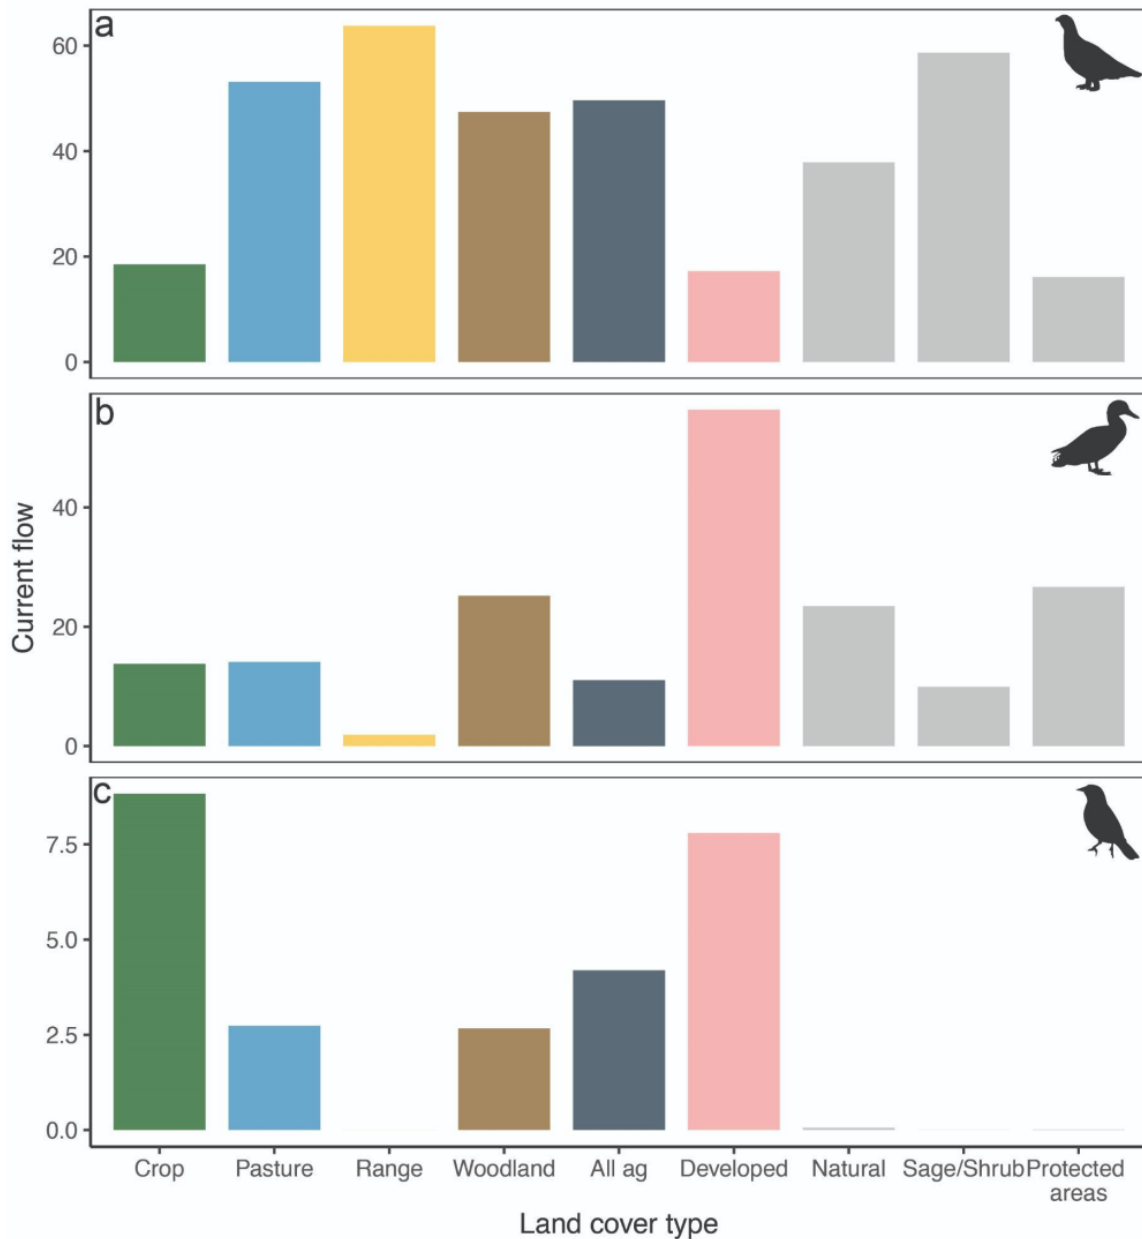 a
60
40
20
0
b
40
20
0
c
7.5
5.0
2.5
0.0
Current flow
Crop Pasture Range Woodland All ag Developed Natural Sage/Shrub Protected
areas
Land cover type